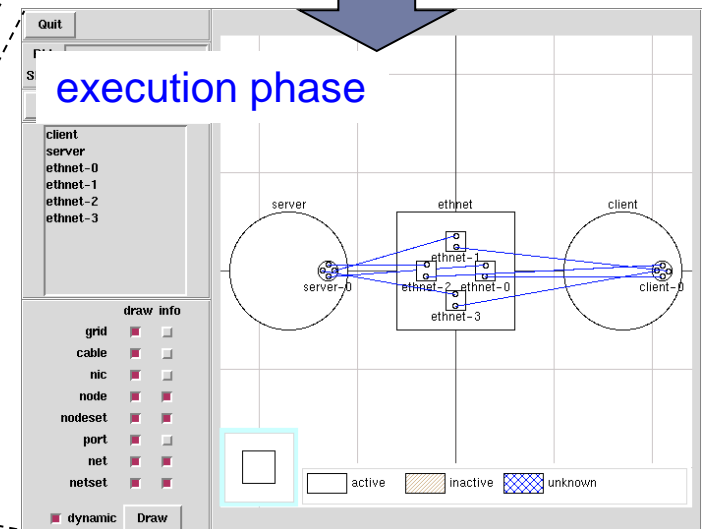 Quit
execution phase
client
server
ethnet-0
ethnet-1
ethnet-2
ethnet-3
server ethnet client
ethnet-1
server-0 ethnet-2 ethnet-0 client-0
ethnet-3
draw info
grid
cable
nic
node
nodeset
port
net
netset
active inactive unknown
dynamic Draw